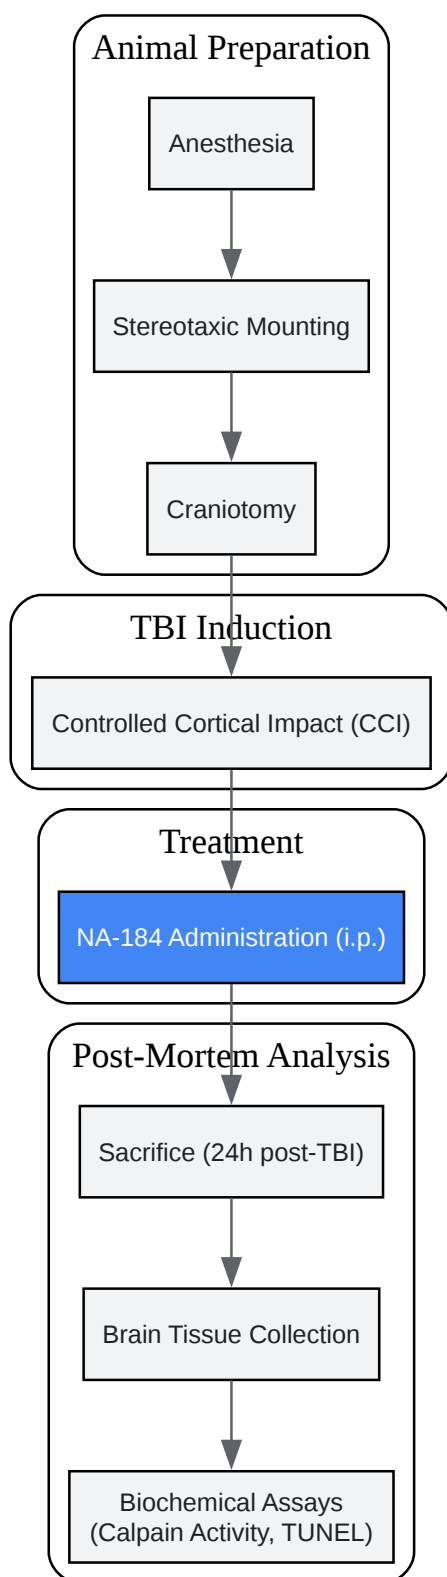 Animal Preparation
Anesthesia
Stereotaxic Mounting
Craniotomy
TBI Induction
Controlled Cortical Impact (CCI)
Treatment
NA-184 Administration (i.p.)
Post-Mortem Analysis
Sacrifice (24h post-TBI)
Brain Tissue Collection
Biochemical Assays
(Calpain Activity, TUNEL)